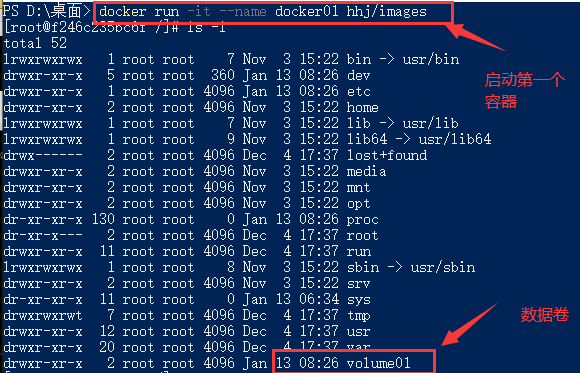 PS D:\桌面> docker run -it --name docker01 hhj/images
[root@f246c235bc6f /]# ls -l
total 52
lrwxrwxrwx 1 root root 7 Nov 3 15:22 bin -> usr/bin
drwxr-xr-x 5 root root 360 Jan 13 08:26 dev
drwxr-xr-x 1 root root 4096 Jan 13 08:26 etc
drwxr-xr-x 2 root root 4096 Nov 3 15:22 home
lrwxrwxrwx 1 root root 7 Nov 3 15:22 lib -> usr/lib
lrwxrwxrwx 1 root root 9 Nov 3 15:22 lib64 -> usr/lib64
drwx------ 2 root root 4096 Dec 4 17:37 lost+found
drwxr-xr-x 2 root root 4096 Nov 3 15:22 media
drwxr-xr-x 2 root root 4096 Nov 3 15:22 mnt
drwxr-xr-x 2 root root 4096 Nov 3 15:22 opt
dr-xr-xr-x 130 root root 0 Jan 13 08:26 proc
dr-xr-x--- 2 root root 4096 Dec 4 17:37 root
drwxr-xr-x 11 root root 4096 Dec 4 17:37 run
lrwxrwxrwx 1 root root 8 Nov 3 15:22 sbin -> usr/sbin
drwxr-xr-x 2 root root 4096 Nov 3 15:22 srv
dr-xr-xr-x 11 root root 0 Jan 13 06:34 sys
drwxrwxrwt 7 root root 4096 Dec 4 17:37 tmp
drwxr-xr-x 12 root root 4096 Dec 4 17:37 usr
drwxr-xr-x 20 root root 4096 Dec 4 17:37 var
drwxr-xr-x 2 root root 4096 Jan 13 08:26 volume01
启动第一个
容器
数据卷